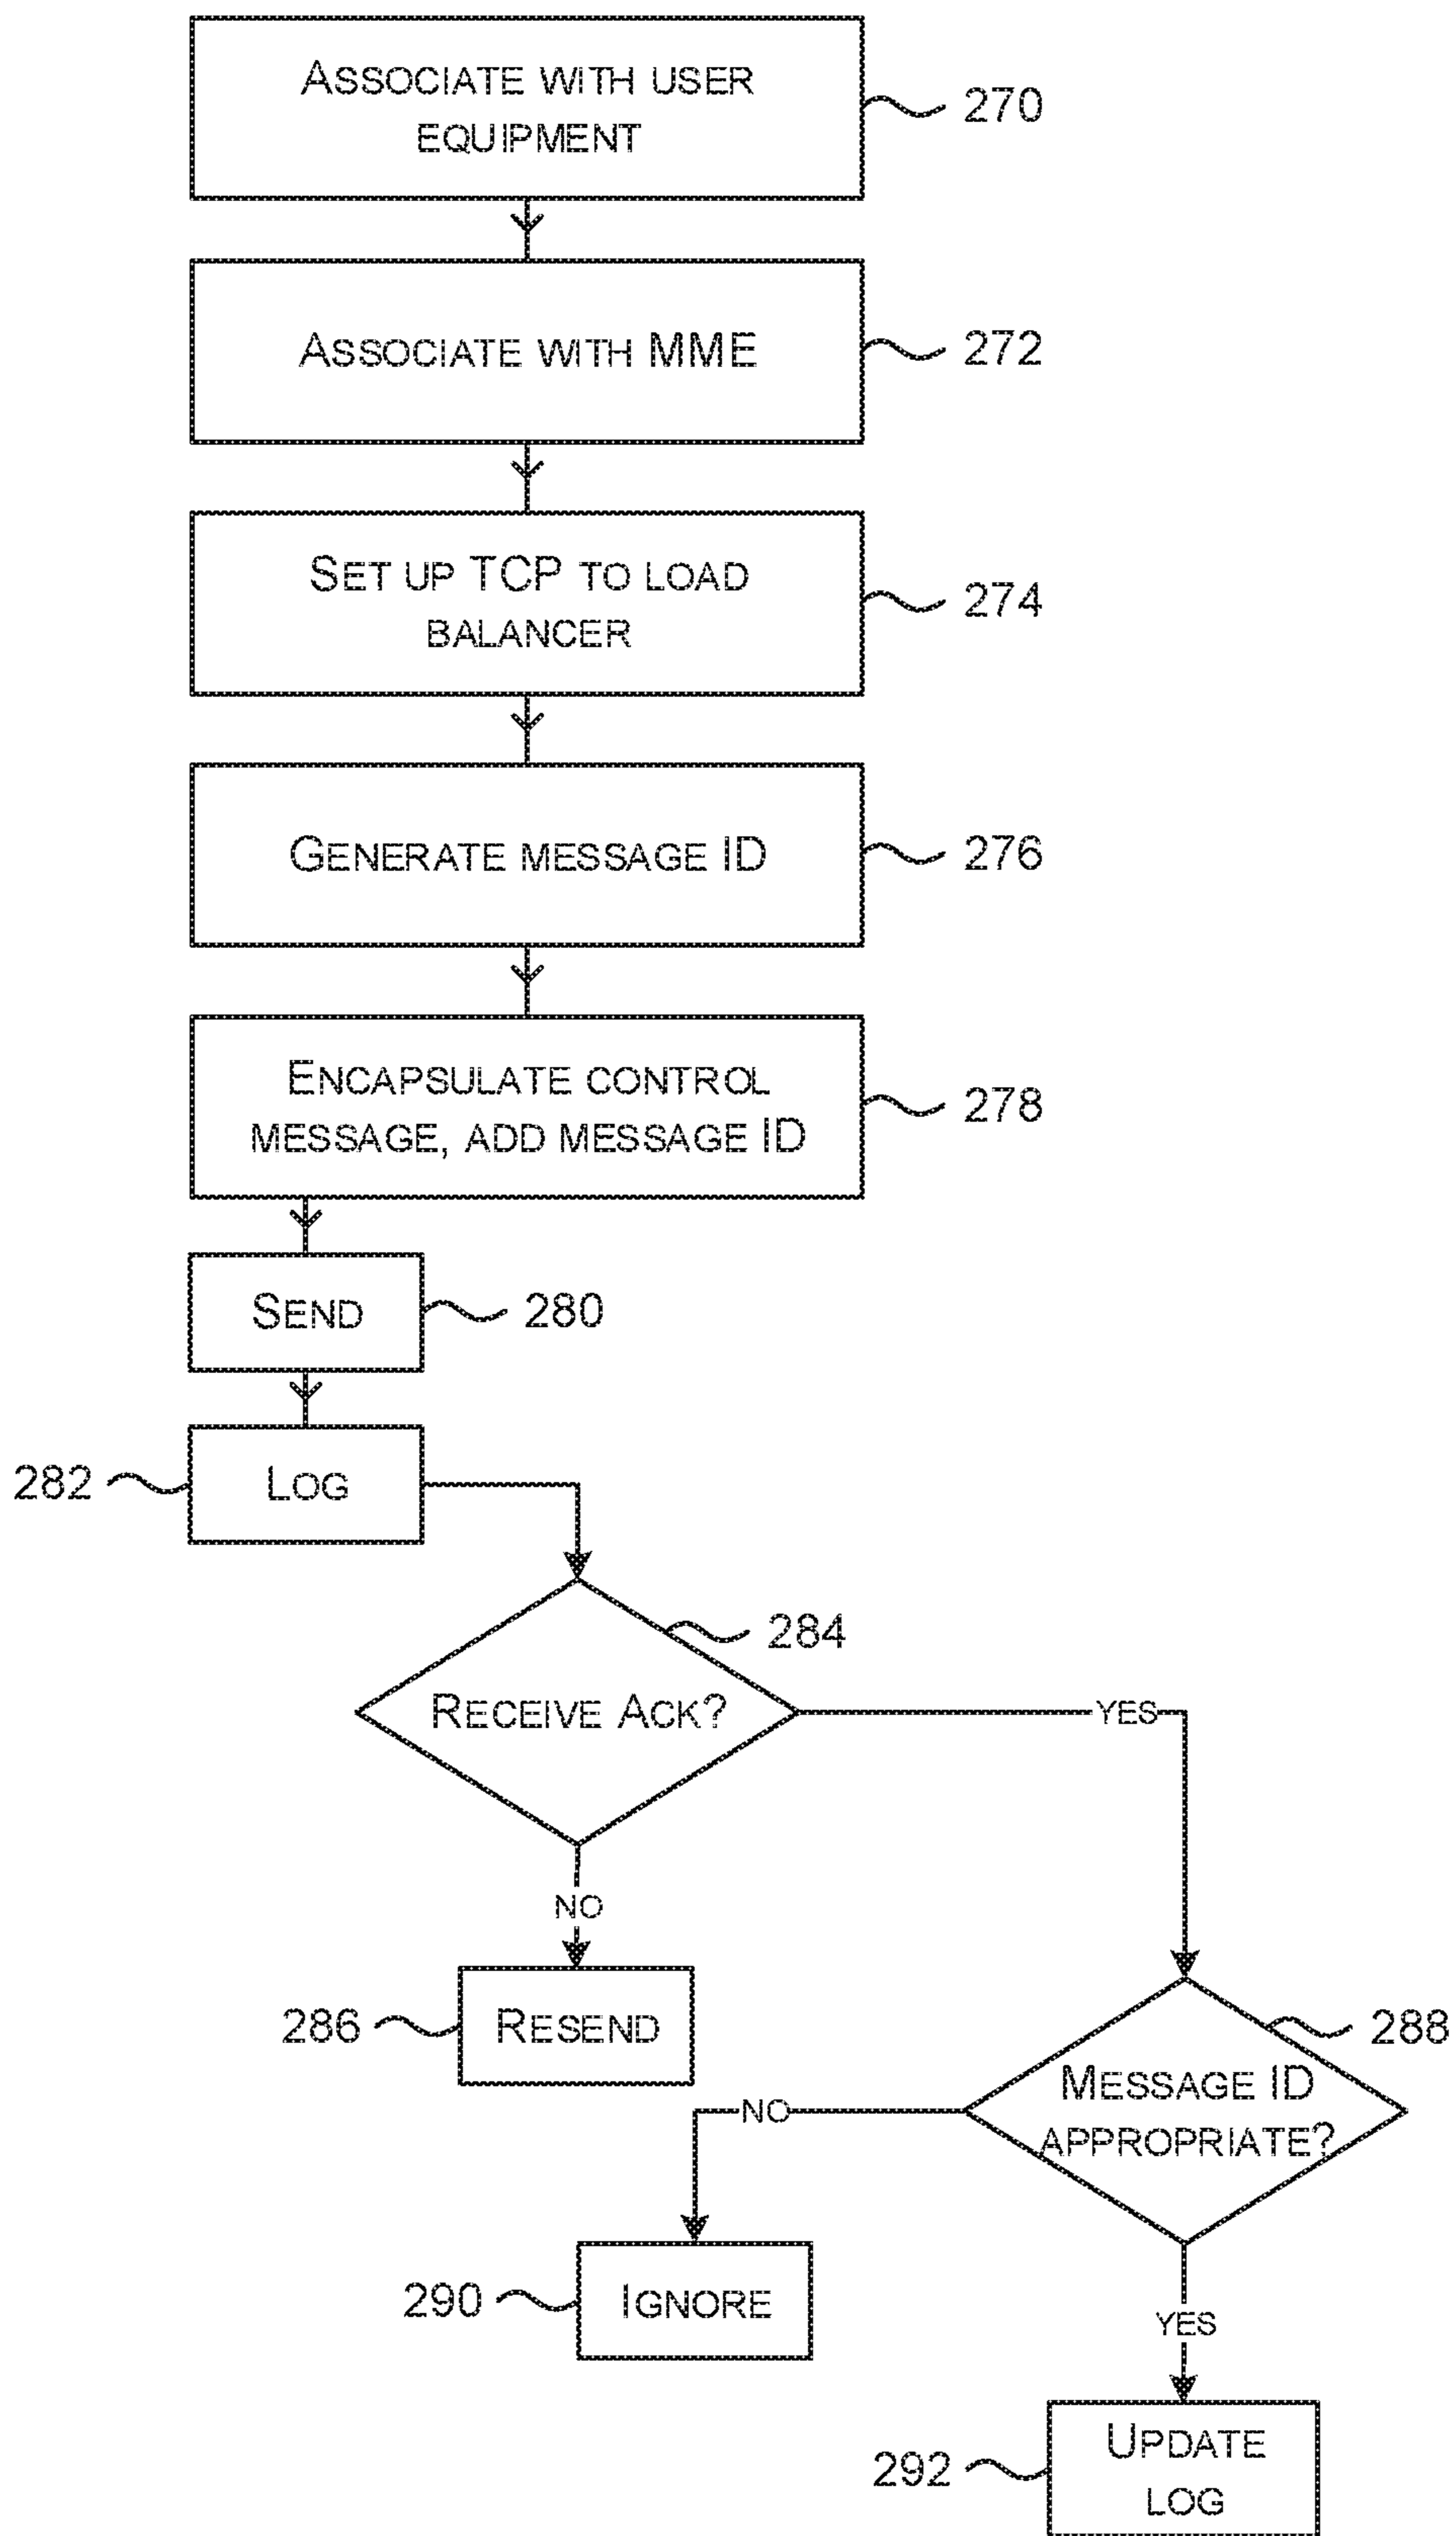 Associate with user
equipment
270
Associate with MME
272
Set up TCP to load
balancer
274
Generate message ID
276
Encapsulate control
message, add message ID
278
Send
280
282
Log
284
Receive Ack?
YES
NO
286
Resend
288
Message ID
appropriate?
NO
290
Ignore
YES
292
Update
log